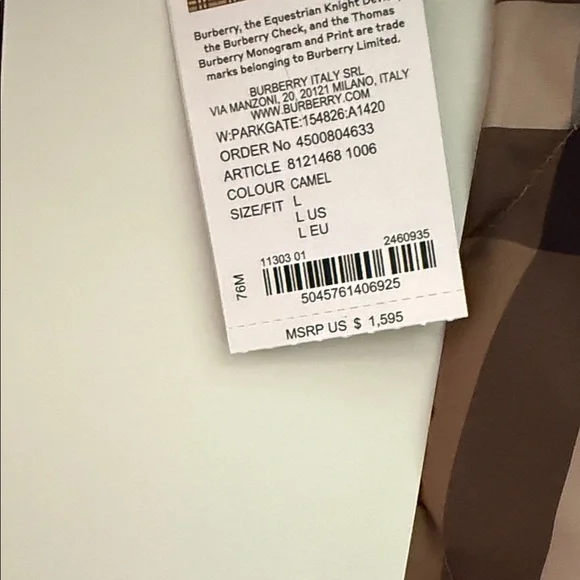 Burberry, the Equestrian Knight
the Burberry Check, and the Thomas
Burberry Monogram and Print are trade
marks belonging to Burberry Limited.
BURBERRY ITALY SRL
VIA MANZONI, 20, 20121 MILANO, ITALY
WWW.BURBERRY.COM
W:PARKGATE:154826:A1420
ORDER No 4500804633
ARTICLE 8121468 1006
COLOUR CAMEL
SIZE/FIT L
L US
L EU
76M
11303 01 2460935
5045761406925
MSRP US $ 1,595